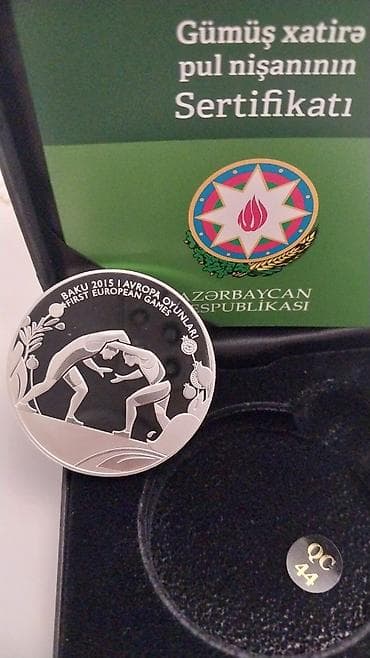 Gümüş xatirə
pul nişanının
Sertifikatı
AZƏRBAYCAN
RESPUBLİKASI
BAKU 2015 | AVROPA OYUNLARI
FIRST EUROPEAN GAMES
QC
44